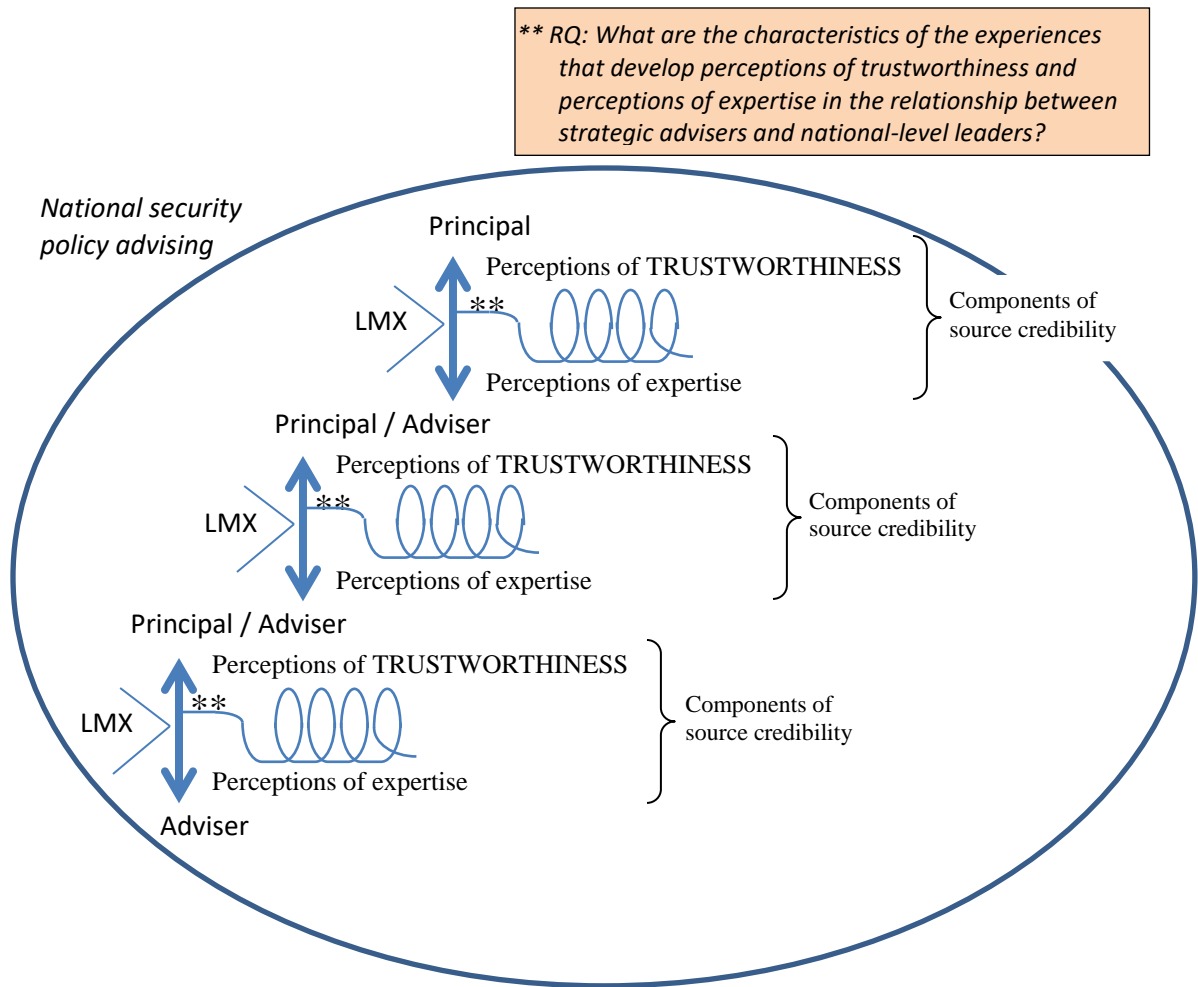 ** RQ: What are the characteristics of the experiences
that develop perceptions of trustworthiness and
perceptions of expertise in the relationship between
strategic advisers and national-level leaders?
National security
policy advising
Principal
Perceptions of TRUSTWORTHINESS
**
LMX
Components of
source credibility
Perceptions of expertise
Principal / Adviser
Perceptions of TRUSTWORTHINESS
**
LMX
Components of
source credibility
Perceptions of expertise
Principal / Adviser
Perceptions of TRUSTWORTHINESS
**
LMX
Components of
source credibility
Perceptions of expertise
Adviser